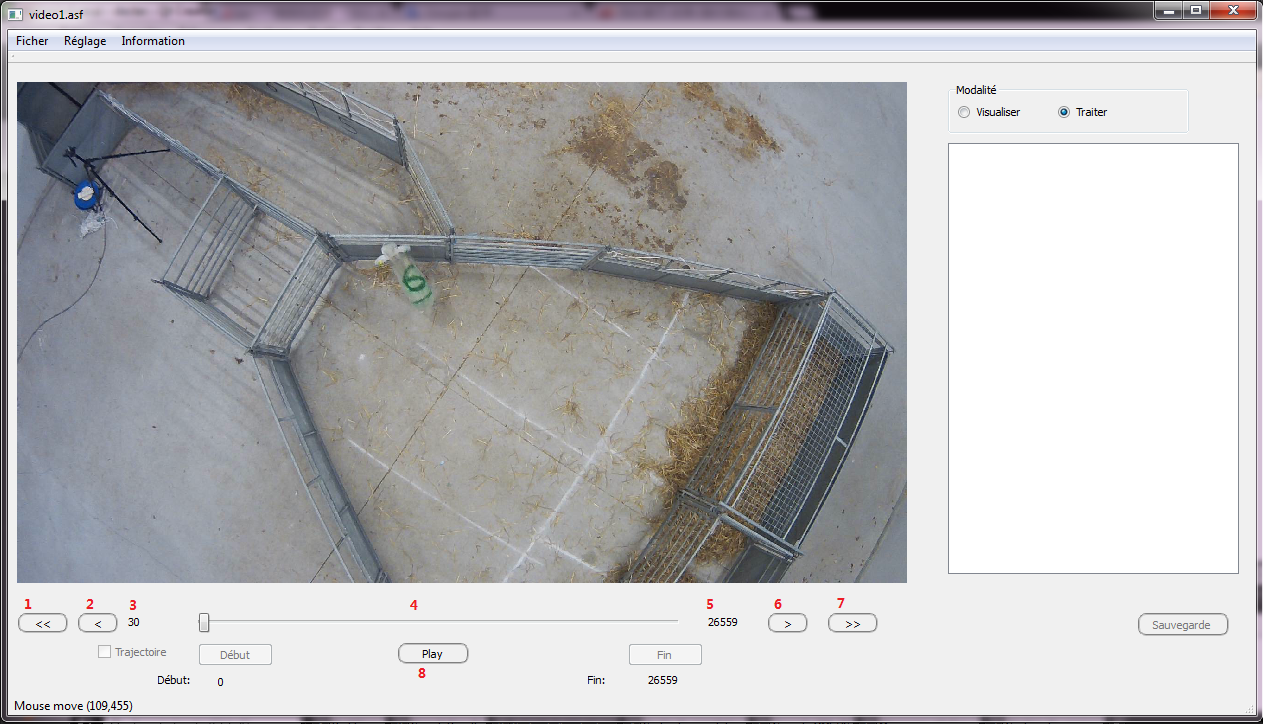 video1.asf
Ficher Réglage Information
Modalité
Visualiser Traiter
6
1 2 3 4 5 6 7
<< < 30 26559 > >>
Sauvegarde
Trajectoire Début Play Fin
8
Début: 0 Fin: 26559
Mouse move (109,455)